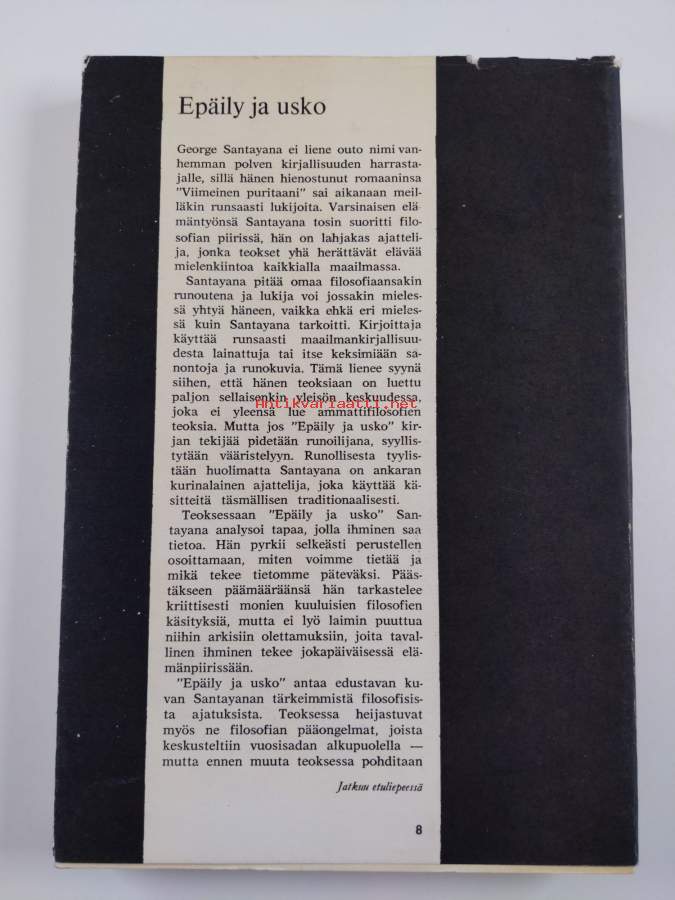 Epäily ja usko
George Santayana ei liene outo nimi van-
hemman polven kirjallisuuden harrasta-
jalle, sillä hänen hienostunut romaaninsa
"Viimeinen puritaani" sai aikanaan meil-
läkin runsaasti lukijoita. Varsinaisen elä-
mäntyönsä Santayana tosin suoritti filo-
sofian piirissä, hän on lahjakas ajatteli-
ja, jonka teokset yhä herättävät elävää
mielenkiintoa kaikkialla maailmassa.
Santayana pitää omaa filosofiaansakin
runoutena ja lukija voi jossakin mieles-
sä yhtyä häneen, vaikka ehkä eri mieles-
sä kuin Santayana tarkoitti. Kirjoittaja
käyttää runsaasti maailmankirjallisuu-
desta lainattuja tai itse keksimiään sa-
nontoja ja runokuvia. Tämä lienee syynä
siihen, että hänen teoksiaan on luettu
paljon sellaisenkin yleisön keskuudessa,
Antikvariaatti.net
joka ei yleensä lue ammattifilosofien
teoksia. Mutta jos "Epäily ja usko" kir-
jan tekijää pidetään runoilijana, syyllis-
tytään vääristelyyn. Runollisesta tyylis-
tään huolimatta Santayana on ankaran
kurinalainen ajattelija, joka käyttää kä-
sitteitä täsmällisen traditionaalisesti.
Teoksessaan "Epäily ja usko" San-
tayana analysoi tapaa, jolla ihminen saa
tietoa. Hän pyrkii selkeästi perustellen
osoittamaan, miten voimme tietää ja
mikä tekee tietomme päteväksi. Pääs-
täkseen päämääräänsä hän tarkastelee
kriittisesti monien kuuluisien filosofien
käsityksiä, mutta ei lyö laimin puuttua
niihin arkisiin olettamuksiin, joita taval-
linen ihminen tekee jokapäiväisessä elä-
mänpiirissään.
"Epäily ja usko" antaa edustavan ku-
van Santayanan tärkeimmistä filosofisis-
ta ajatuksista. Teoksessa heijastuvat
myös ne filosofian pääongelmat, joista
keskusteltiin vuosisadan alkupuolella —
mutta ennen muuta teoksessa pohditaan
Jatkuu etuliepeessä
8